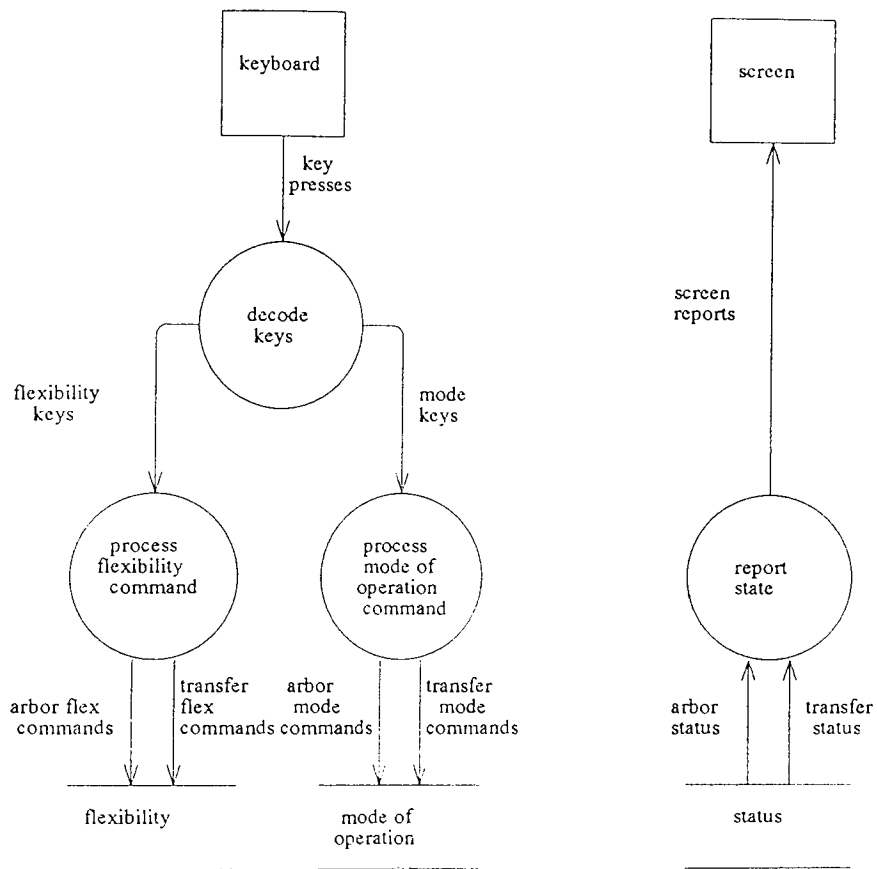 keyboard
screen
key
presses
decode
keys
screen
reports
flexibility
keys
mode
keys
process
flexibility
command
process
mode of
operation
command
report
state
arbor flex
commands
transfer
flex
commands
arbor
mode
commands
transfer
mode
commands
arbor
status
transfer
status
flexibility
mode of
operation
status